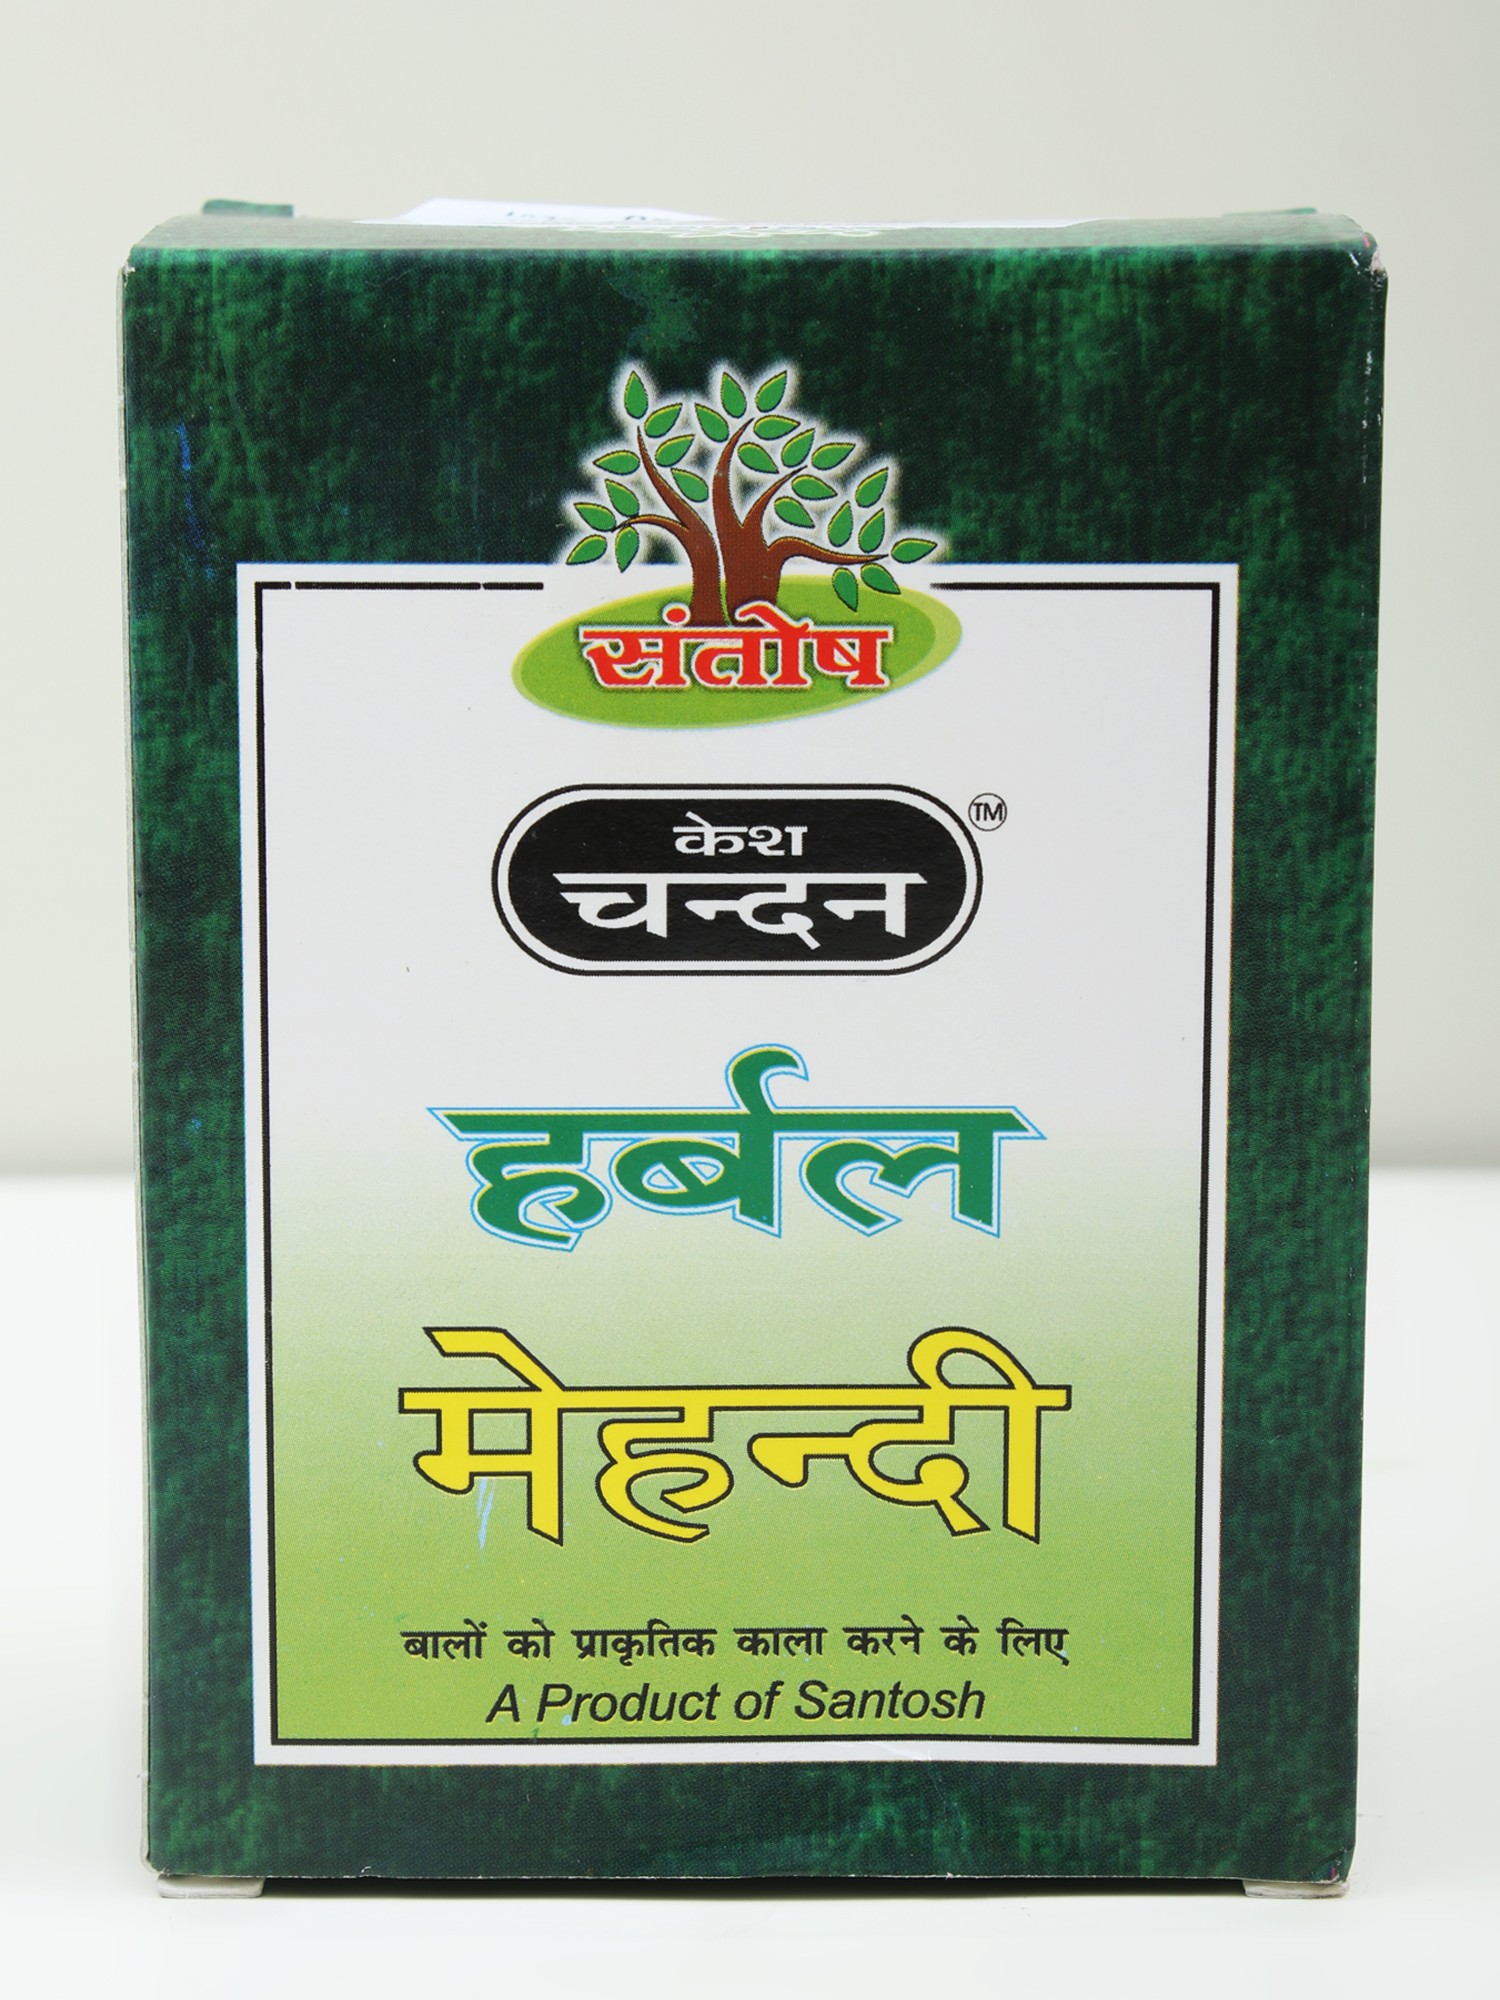 संतोष
केश
चन्दन
TM
हर्बल
मेहन्दी
बालों को प्राकृतिक काला करने के लिए
A Product of Santosh